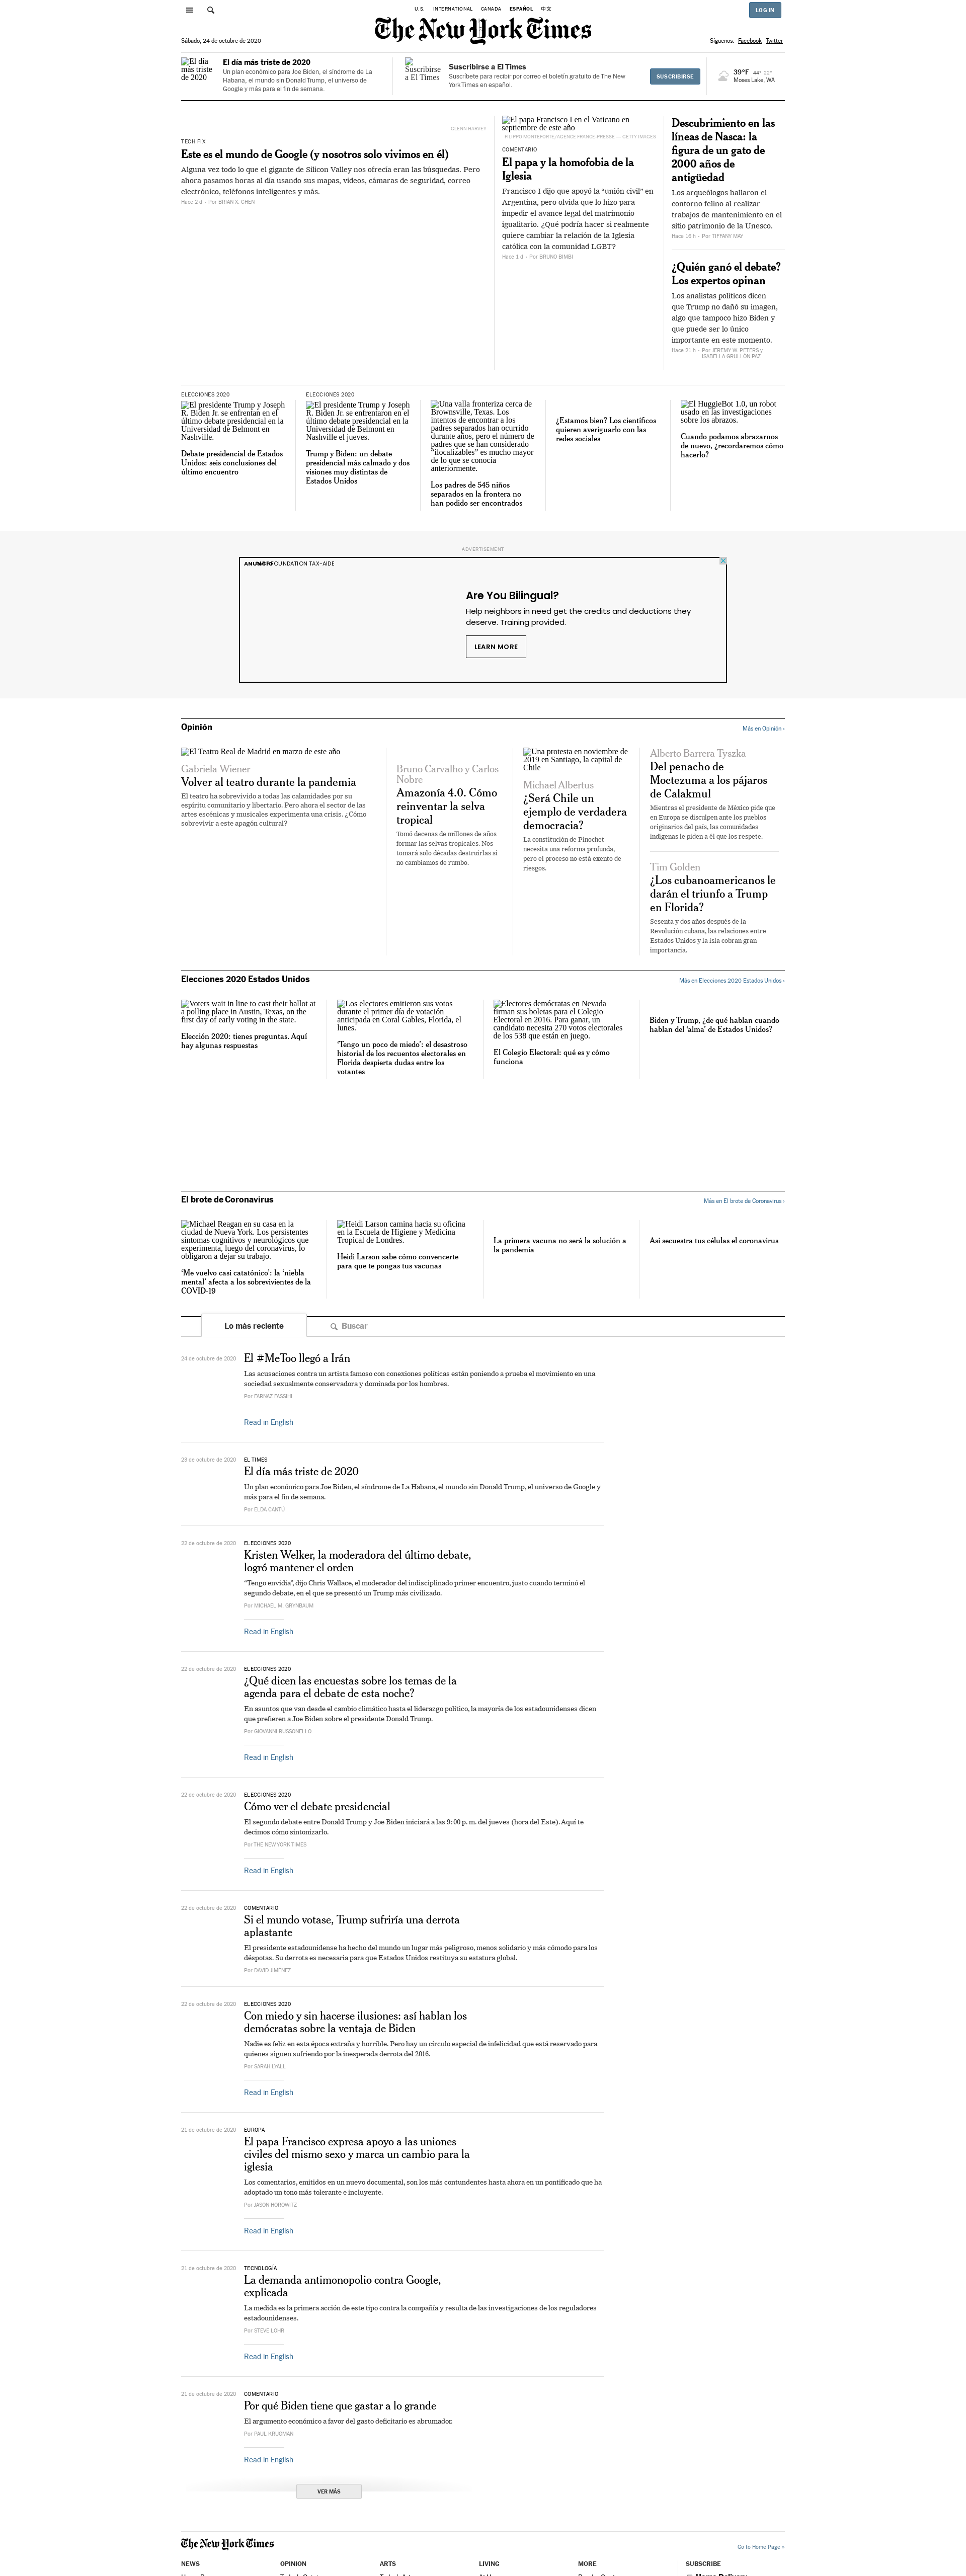 U.S. INTERNATIONAL CANADA ESPAÑOL 中文
LOG IN
The New York Times
Sábado, 24 de octubre de 2020
Síguenos: Facebook Twitter
El día más triste de 2020
El día más triste de 2020
Un plan económico para Joe Biden, el síndrome de La Habana, el mundo sin Donald Trump, el universo de Google y más para el fin de semana.
Suscribirse a El Times
Suscribirse a El Times
Suscríbete para recibir por correo el boletín gratuito de The New York Times en español.
SUSCRIBIRSE
39°F 44° 22°
Moses Lake, WA
GLENN HARVEY
TECH FIX
Este es el mundo de Google (y nosotros solo vivimos en él)
Alguna vez todo lo que el gigante de Silicon Valley nos ofrecía eran las búsquedas. Pero ahora pasamos horas al día usando sus mapas, videos, cámaras de seguridad, correo electrónico, teléfonos inteligentes y más.
Hace 2 d - Por BRIAN X. CHEN
El papa Francisco I en el Vaticano en septiembre de este año
FILIPPO MONTEFORTE/AGENCE FRANCE-PRESSE — GETTY IMAGES
COMENTARIO
El papa y la homofobia de la Iglesia
Francisco I dijo que apoyó la “unión civil” en Argentina, pero olvida que lo hizo para impedir el avance legal del matrimonio igualitario. ¿Qué podría hacer si realmente quiere cambiar la relación de la Iglesia católica con la comunidad LGBT?
Hace 1 d - Por BRUNO BIMBI
Descubrimiento en las líneas de Nasca: la figura de un gato de 2000 años de antigüedad
Los arqueólogos hallaron el contorno felino al realizar trabajos de mantenimiento en el sitio patrimonio de la Unesco.
Hace 16 h - Por TIFFANY MAY
¿Quién ganó el debate? Los expertos opinan
Los analistas políticos dicen que Trump no dañó su imagen, algo que tampoco hizo Biden y que puede ser lo único importante en este momento.
Hace 21 h - Por JEREMY W. PETERS y ISABELLA GRULLÓN PAZ
ELECCIONES 2020
El presidente Trump y Joseph R. Biden Jr. se enfrentan en el último debate presidencial en la Universidad de Belmont en Nashville.
Debate presidencial de Estados Unidos: seis conclusiones del último encuentro
ELECCIONES 2020
El presidente Trump y Joseph R. Biden Jr. se enfrentaron en el último debate presidencial en la Universidad de Belmont en Nashville el jueves.
Trump y Biden: un debate presidencial más calmado y dos visiones muy distintas de Estados Unidos
Una valla fronteriza cerca de Brownsville, Texas. Los intentos de encontrar a los padres separados han ocurrido durante años, pero el número de padres que se han considerado “ilocalizables” es mucho mayor de lo que se conocía anteriormente.
Los padres de 545 niños separados en la frontera no han podido ser encontrados
¿Estamos bien? Los científicos quieren averiguarlo con las redes sociales
El HuggieBot 1.0, un robot usado en las investigaciones sobre los abrazos.
Cuando podamos abrazarnos de nuevo, ¿recordaremos cómo hacerlo?
ADVERTISEMENT
ANUNCIO FOUNDATION TAX-AIDE
Are You Bilingual?
Help neighbors in need get the credits and deductions they deserve. Training provided.
LEARN MORE
Opinión
Más en Opinión ›
El Teatro Real de Madrid en marzo de este año
Gabriela Wiener
Volver al teatro durante la pandemia
El teatro ha sobrevivido a todas las calamidades por su espíritu comunitario y libertario. Pero ahora el sector de las artes escénicas y musicales experimenta una crisis. ¿Cómo sobrevivir a este apagón cultural?
Bruno Carvalho y Carlos Nobre
Amazonía 4.0. Cómo reinventar la selva tropical
Tomó decenas de millones de años formar las selvas tropicales. Nos tomará solo décadas destruirlas si no cambiamos de rumbo.
Una protesta en noviembre de 2019 en Santiago, la capital de Chile
Michael Albertus
¿Será Chile un ejemplo de verdadera democracia?
La constitución de Pinochet necesita una reforma profunda, pero el proceso no está exento de riesgos.
Alberto Barrera Tyszka
Del penacho de Moctezuma a los pájaros de Calakmul
Mientras el presidente de México pide que en Europa se disculpen ante los pueblos originarios del país, las comunidades indígenas le piden a él que los respete.
Tim Golden
¿Los cubanoamericanos le darán el triunfo a Trump en Florida?
Sesenta y dos años después de la Revolución cubana, las relaciones entre Estados Unidos y la isla cobran gran importancia.
Elecciones 2020 Estados Unidos
Más en Elecciones 2020 Estados Unidos ›
Voters wait in line to cast their ballot at a polling place in Austin, Texas, on the first day of early voting in the state.
Elección 2020: tienes preguntas. Aquí hay algunas respuestas
Los electores emitieron sus votos durante el primer día de votación anticipada en Coral Gables, Florida, el lunes.
‘Tengo un poco de miedo’: el desastroso historial de los recuentos electorales en Florida despierta dudas entre los votantes
Electores demócratas en Nevada firman sus boletas para el Colegio Electoral en 2016. Para ganar, un candidato necesita 270 votos electorales de los 538 que están en juego.
El Colegio Electoral: qué es y cómo funciona
Biden y Trump, ¿de qué hablan cuando hablan del ‘alma’ de Estados Unidos?
El brote de Coronavirus
Más en El brote de Coronavirus ›
Michael Reagan en su casa en la ciudad de Nueva York. Los persistentes síntomas cognitivos y neurológicos que experimenta, luego del coronavirus, lo obligaron a dejar su trabajo.
‘Me vuelvo casi catatónico’: la ‘niebla mental’ afecta a los sobrevivientes de la COVID-19
Heidi Larson camina hacia su oficina en la Escuela de Higiene y Medicina Tropical de Londres.
Heidi Larson sabe cómo convencerte para que te pongas tus vacunas
La primera vacuna no será la solución a la pandemia
Así secuestra tus células el coronavirus
Lo más reciente
Buscar
24 de octubre de 2020
El #MeToo llegó a Irán
Las acusaciones contra un artista famoso con conexiones políticas están poniendo a prueba el movimiento en una sociedad sexualmente conservadora y dominada por los hombres.
Por FARNAZ FASSIHI
Read in English
23 de octubre de 2020
EL TIMES
El día más triste de 2020
Un plan económico para Joe Biden, el síndrome de La Habana, el mundo sin Donald Trump, el universo de Google y más para el fin de semana.
Por ELDA CANTÚ
22 de octubre de 2020
ELECCIONES 2020
Kristen Welker, la moderadora del último debate, logró mantener el orden
“Tengo envidia”, dijo Chris Wallace, el moderador del indisciplinado primer encuentro, justo cuando terminó el segundo debate, en el que se presentó un Trump más civilizado.
Por MICHAEL M. GRYNBAUM
Read in English
22 de octubre de 2020
ELECCIONES 2020
¿Qué dicen las encuestas sobre los temas de la agenda para el debate de esta noche?
En asuntos que van desde el cambio climático hasta el liderazgo político, la mayoría de los estadounidenses dicen que prefieren a Joe Biden sobre el presidente Donald Trump.
Por GIOVANNI RUSSONELLO
Read in English
22 de octubre de 2020
ELECCIONES 2020
Cómo ver el debate presidencial
El segundo debate entre Donald Trump y Joe Biden iniciará a las 9:00 p. m. del jueves (hora del Este). Aquí te decimos cómo sintonizarlo.
Por THE NEW YORK TIMES
Read in English
22 de octubre de 2020
COMENTARIO
Si el mundo votase, Trump sufriría una derrota aplastante
El presidente estadounidense ha hecho del mundo un lugar más peligroso, menos solidario y más cómodo para los déspotas. Su derrota es necesaria para que Estados Unidos restituya su estatura global.
Por DAVID JIMÉNEZ
22 de octubre de 2020
ELECCIONES 2020
Con miedo y sin hacerse ilusiones: así hablan los demócratas sobre la ventaja de Biden
Nadie es feliz en esta época extraña y horrible. Pero hay un círculo especial de infelicidad que está reservado para quienes siguen sufriendo por la inesperada derrota del 2016.
Por SARAH LYALL
Read in English
21 de octubre de 2020
EUROPA
El papa Francisco expresa apoyo a las uniones civiles del mismo sexo y marca un cambio para la iglesia
Los comentarios, emitidos en un nuevo documental, son los más contundentes hasta ahora en un pontificado que ha adoptado un tono más tolerante e incluyente.
Por JASON HOROWITZ
Read in English
21 de octubre de 2020
TECNOLOGÍA
La demanda antimonopolio contra Google, explicada
La medida es la primera acción de este tipo contra la compañía y resulta de las investigaciones de los reguladores estadounidenses.
Por STEVE LOHR
Read in English
21 de octubre de 2020
COMENTARIO
Por qué Biden tiene que gastar a lo grande
El argumento económico a favor del gasto deficitario es abrumador.
Por PAUL KRUGMAN
Read in English
VER MÁS
The New York Times
Go to Home Page »
NEWS OPINION ARTS LIVING MORE SUBSCRIBE